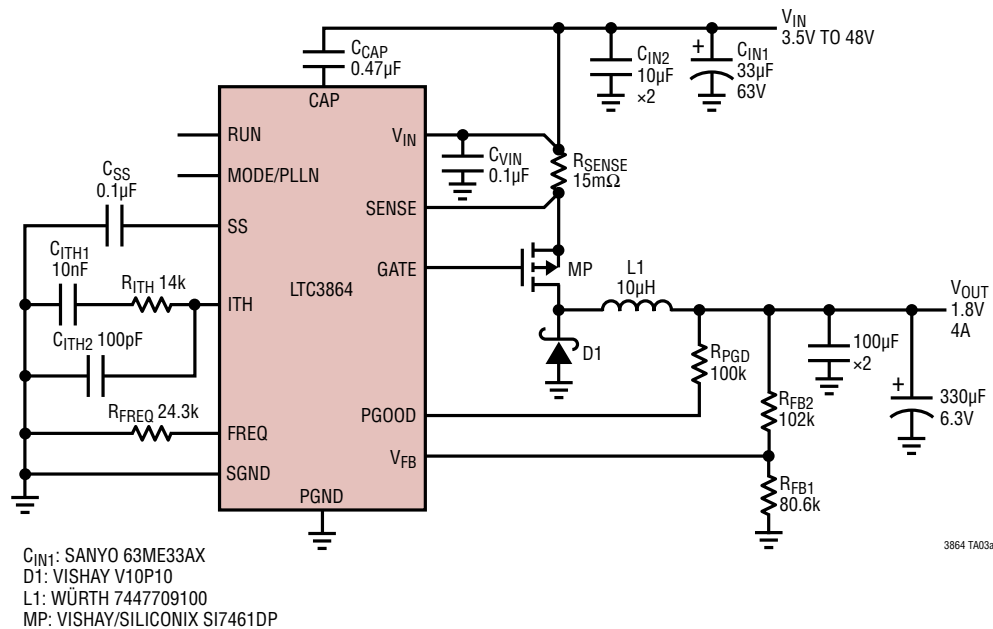 VIN
3.5V TO 48V
CCAP
0.47µF
CIN2
10µF
×2
+
CIN1
33µF
63V
CAP
RUN
VIN
CVIN
0.1µF
RSENSE
15mΩ
MODE/PLLN
CSS
0.1µF
SENSE
SS
CITH1
10nF
RITH 14k
ITH
LTC3864
GATE
MP
L1
10µH
VOUT
1.8V
4A
CITH2 100pF
D1
RPGD
100k
100µF
×2
+
330µF
6.3V
RFREQ 24.3k
FREQ
PGOOD
RFB2
102k
VFB
SGND
RFB1
80.6k
PGND
3864 TA03a
CIN1: SANYO 63ME33AX
D1: VISHAY V10P10
L1: WÜRTH 7447709100
MP: VISHAY/SILICONIX SI7461DP